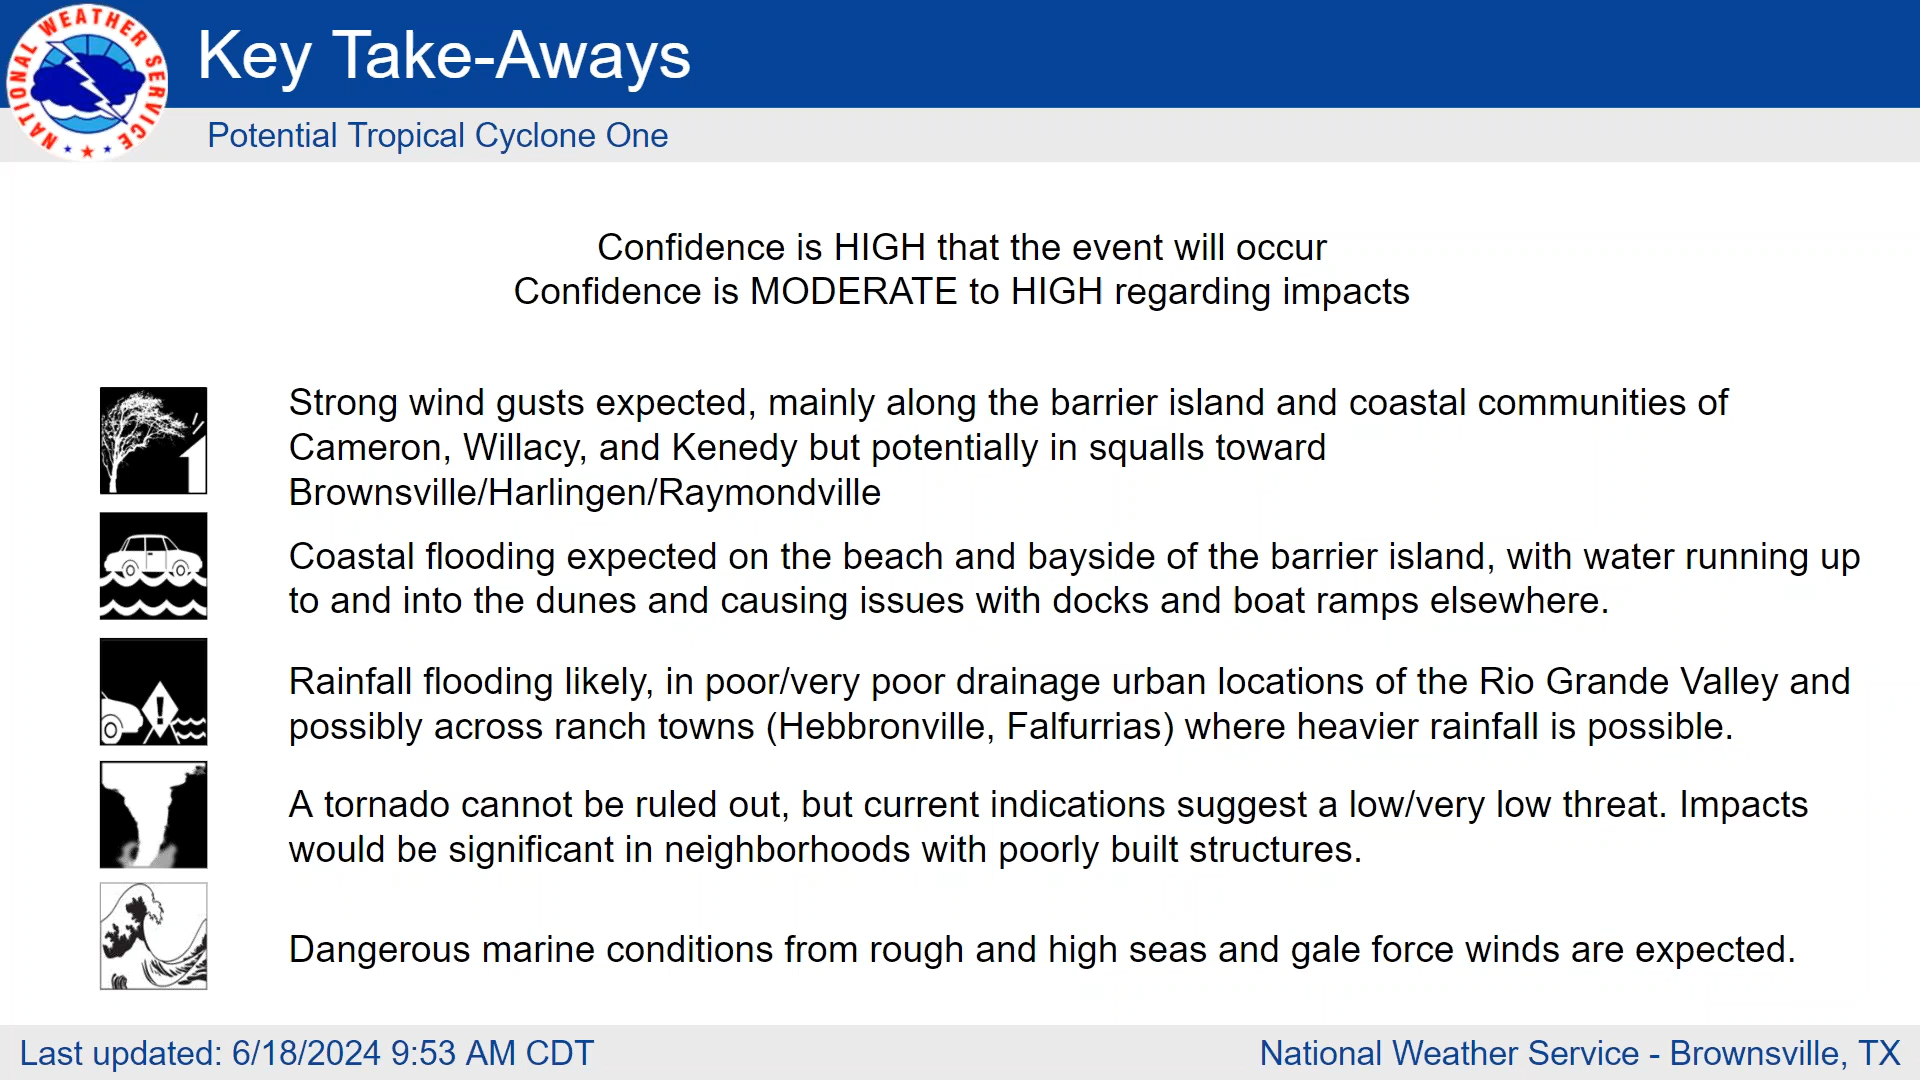 NATIONAL WEATHER SERVICE
Key Take-Aways
Potential Tropical Cyclone One
Confidence is HIGH that the event will occur
Confidence is MODERATE to HIGH regarding impacts
Strong wind gusts expected, mainly along the barrier island and coastal communities of
Cameron, Willacy, and Kenedy but potentially in squalls toward
Brownsville/Harlingen/Raymondville
Coastal flooding expected on the beach and bayside of the barrier island, with water running up
to and into the dunes and causing issues with docks and boat ramps elsewhere.
!
Rainfall flooding likely, in poor/very poor drainage urban locations of the Rio Grande Valley and
possibly across ranch towns (Hebbronville, Falfurrias) where heavier rainfall is possible.
A tornado cannot be ruled out, but current indications suggest a low/very low threat. Impacts
would be significant in neighborhoods with poorly built structures.
Dangerous marine conditions from rough and high seas and gale force winds are expected.
Last updated: 6/18/2024 9:53 AM CDT
National Weather Service - Brownsville, TX